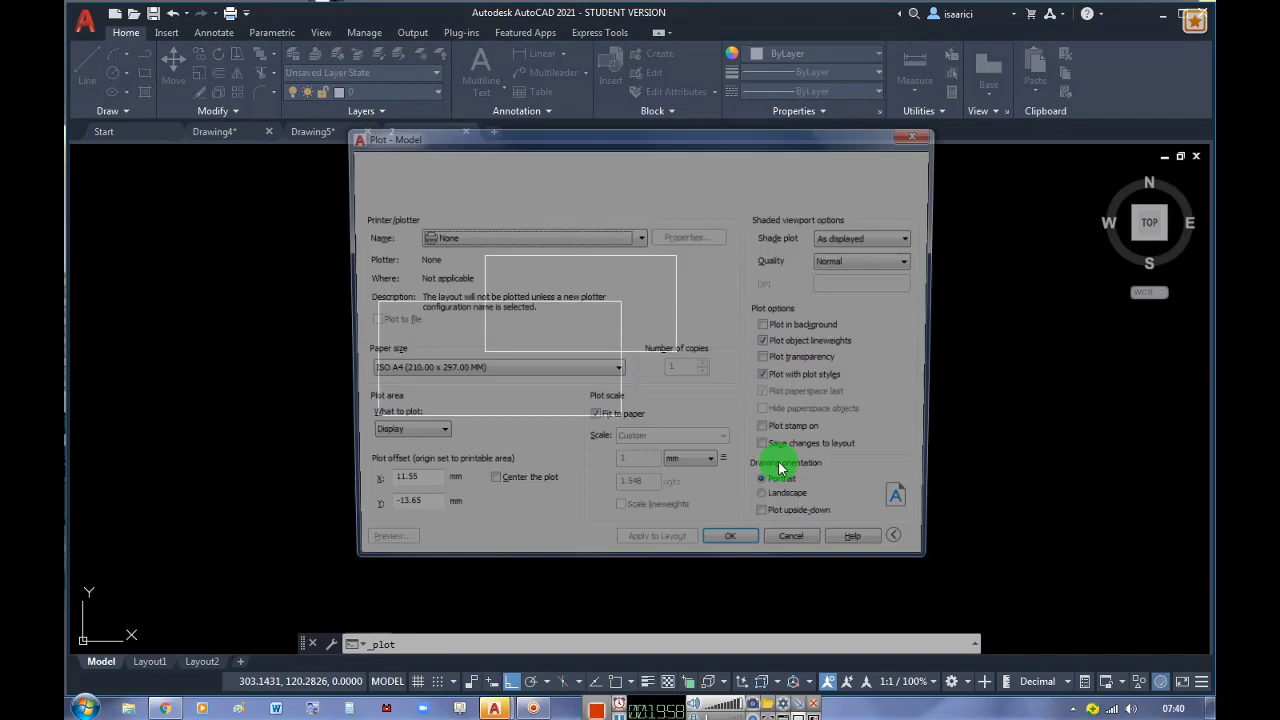 Autodesk AutoCAD 2021 - STUDENT VERSION
isaarici
Home Insert Annotate Parametric View Manage Output Plug-ins Featured Apps Express Tools
Line
Move
Unsaved Layer State
0
Multiline
Text
Linear
Multileader
Table
Insert
Create
Edit
Edit Attributes
ByLayer
ByLayer
ByLayer
Measure
Base
Paste
Draw Modify Layers Annotation Block Properties Utilities View Clipboard
Start Drawing4* Drawing5* 2
Plot - Model
Printer/plotter
Name: None Properties...
Plotter: None
Where: Not applicable
Description: The layout will not be plotted unless a new plotter
configuration name is selected.
Plot to file
Paper size
ISO A4 (210.00 x 297.00 MM)
Number of copies
1
Plot area
What to plot:
Display
Plot scale
Fit to paper
Scale: Custom
1 mm =
1.548 units
Scale lineweights
Plot offset (origin set to printable area)
X: 11.55 mm Center the plot
Y: -13.65 mm
Shaded viewport options
Shade plot As displayed
Quality Normal
DPI
Plot options
Plot in background
Plot object lineweights
Plot transparency
Plot with plot styles
Plot paperspace last
Hide paperspace objects
Plot stamp on
Save changes to layout
Drawing orientation
Portrait
Landscape
Plot upside-down
A
Preview... Apply to Layout OK Cancel Help
N
W TOP E
S
WCS
Y
X
_plot
Model Layout1 Layout2
303.1431, 120.2826, 0.0000 MODEL 1:1 / 100% Decimal
07:40